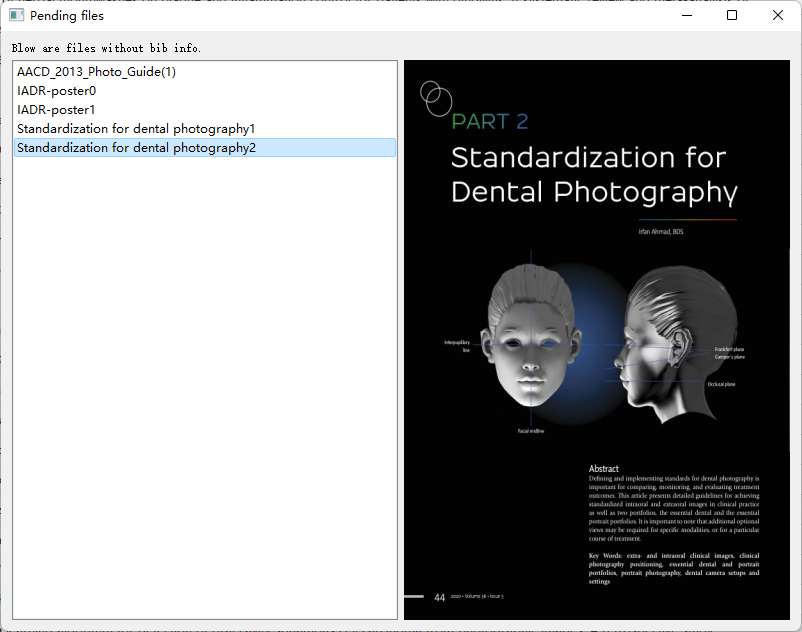 Pending files
Blow are files without bib info.
AACD_2013_Photo_Guide(1)
IADR-poster0
IADR-poster1
Standardization for dental photography1
Standardization for dental photography2
PART 2
Standardization for
Dental Photography
Irfan Ahmad, BDS
Interpupillary
line
Frankfort plane
Camper's plane
Occlusal plane
Facial midline
Abstract
Defining and implementing standards for dental photography is
important for comparing, monitoring, and evaluating treatment
outcomes. This article presents detailed guidelines for achieving
standardized intraoral and extraoral images in clinical practice
as well as two portfolios, the essential dental and the essential
portrait portfolios. It is important to note that additional optional
views may be required for specific modalities, or for a particular
course of treatment.
Key Words: extra- and intraoral clinical images, clinical
photography positioning, essential dental and portrait
portfolios, portrait photography, dental camera setups and
settings
44 2020 • Volume 36 • Issue 3